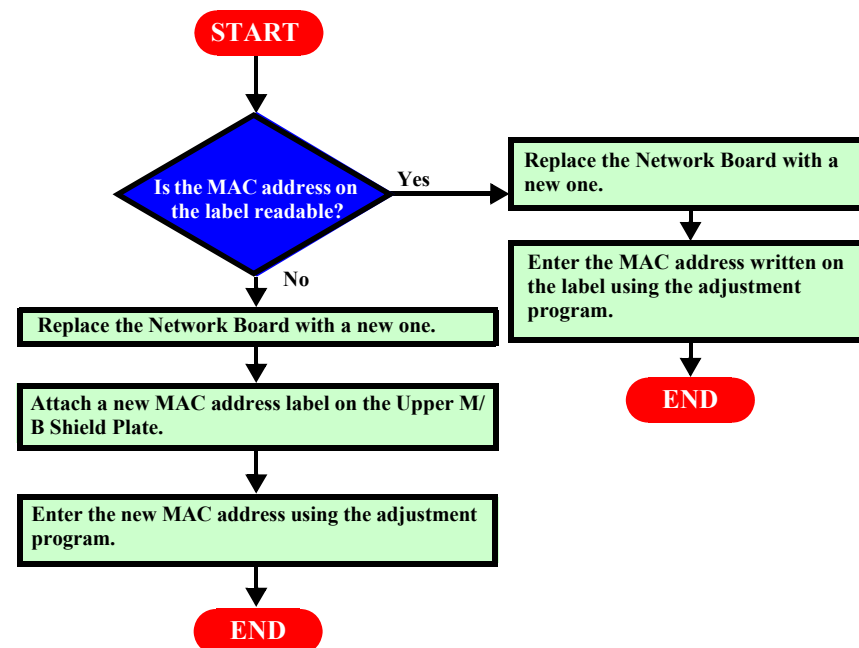 START
Is the MAC address on
the label readable?
Yes
Replace the Network Board with a
new one.
Enter the MAC address written on
the label using the adjustment
program.
END
No
Replace the Network Board with a new one.
Attach a new MAC address label on the Upper M/
B Shield Plate.
Enter the new MAC address using the adjustment
program.
END